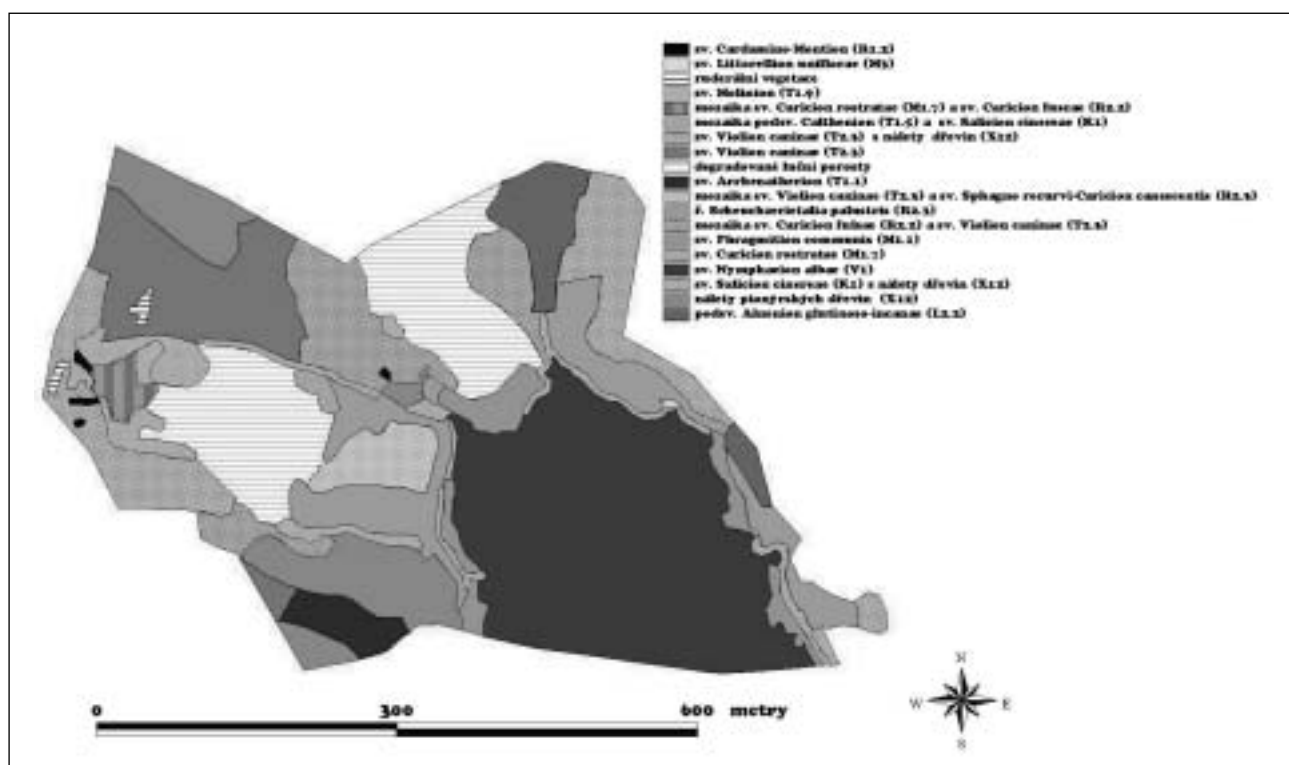 sv. Cardamino-Montion (R1.2)
sv. Littorellion uniflorae (M3)
ruderální vegetace
sv. Molinion (T1.9)
mozaika sv. Caricion rostratae (M1.7) a sv. Caricion fuscae (R2.2)
mozaika podsv. Calthenion (T1.5) a sv. Salicion cinereae (K1)
sv. Violion caninae (T2.3) s nálety dřevin (X12)
sv. Violion caninae (T2.3)
degradované luční porosty
sv. Arrhenatherion (T1.1)
mozaika sv. Violion caninae (T2.3) a sv. Sphagno recurvi-Caricion canescentis (R2.3)
ř. Scheuchzerietalia palustris (R2.3)
mozaika sv. Caricion fuscae (R2.2) a sv. Violion caninae (T2.3)
sv. Phragmition communis (M1.1)
sv. Caricion rostratae (M1.7)
sv. Nymphaeion albae (V1)
sv. Salicion cinereae (K1) s nálety dřevin (X12)
nálety pionýrských dřevin (X12)
podsv. Alnenion glutinoso-incanae (L2.2)
N
W E
S
0 300 600 metry